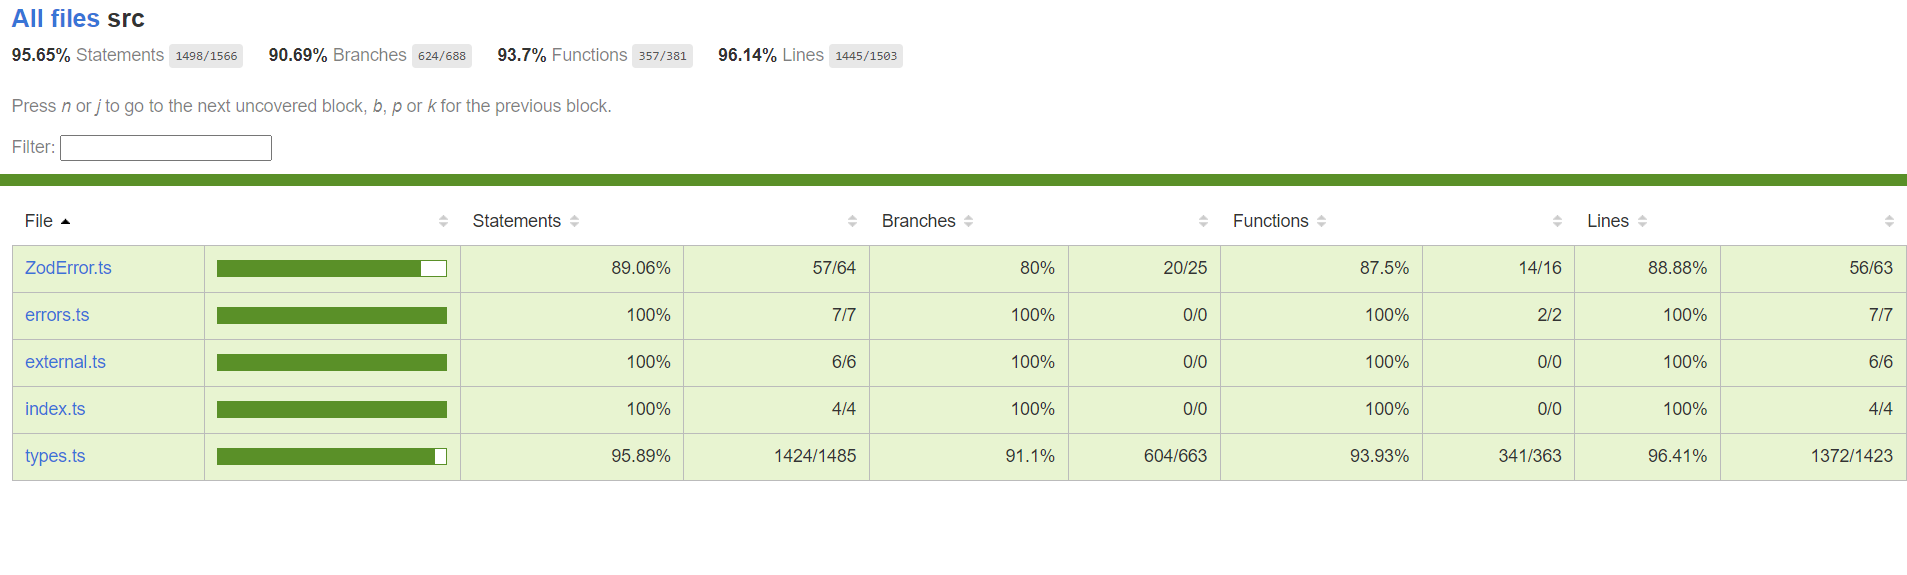 All files src
95.65% Statements 1498/1566 90.69% Branches 624/688 93.7% Functions 357/381 96.14% Lines 1445/1503
Press n or j to go to the next uncovered block, b, p or k for the previous block.
Filter:
File Statements Branches Functions Lines
ZodError.ts 89.06% 57/64 80% 20/25 87.5% 14/16 88.88% 56/63
errors.ts 100% 7/7 100% 0/0 100% 2/2 100% 7/7
external.ts 100% 6/6 100% 0/0 100% 0/0 100% 6/6
index.ts 100% 4/4 100% 0/0 100% 0/0 100% 4/4
types.ts 95.89% 1424/1485 91.1% 604/663 93.93% 341/363 96.41% 1372/1423